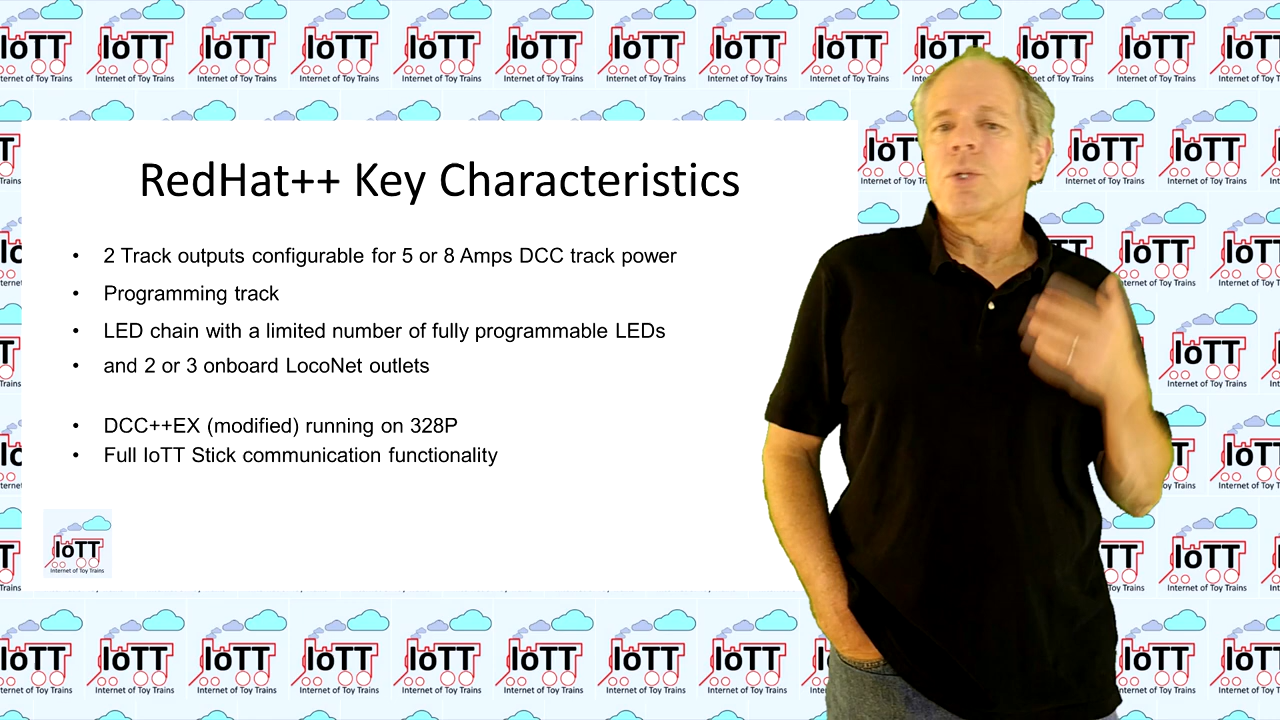 RedHat++ Key Characteristics
• 2 Track outputs configurable for 5 or 8 Amps DCC track power
• Programming track
• LED chain with a limited number of fully programmable LEDs
• and 2 or 3 onboard LocoNet outlets
• DCC++EX (modified) running on 328P
• Full IoTT Stick communication functionality
IoTT
Internet of Toy Trains